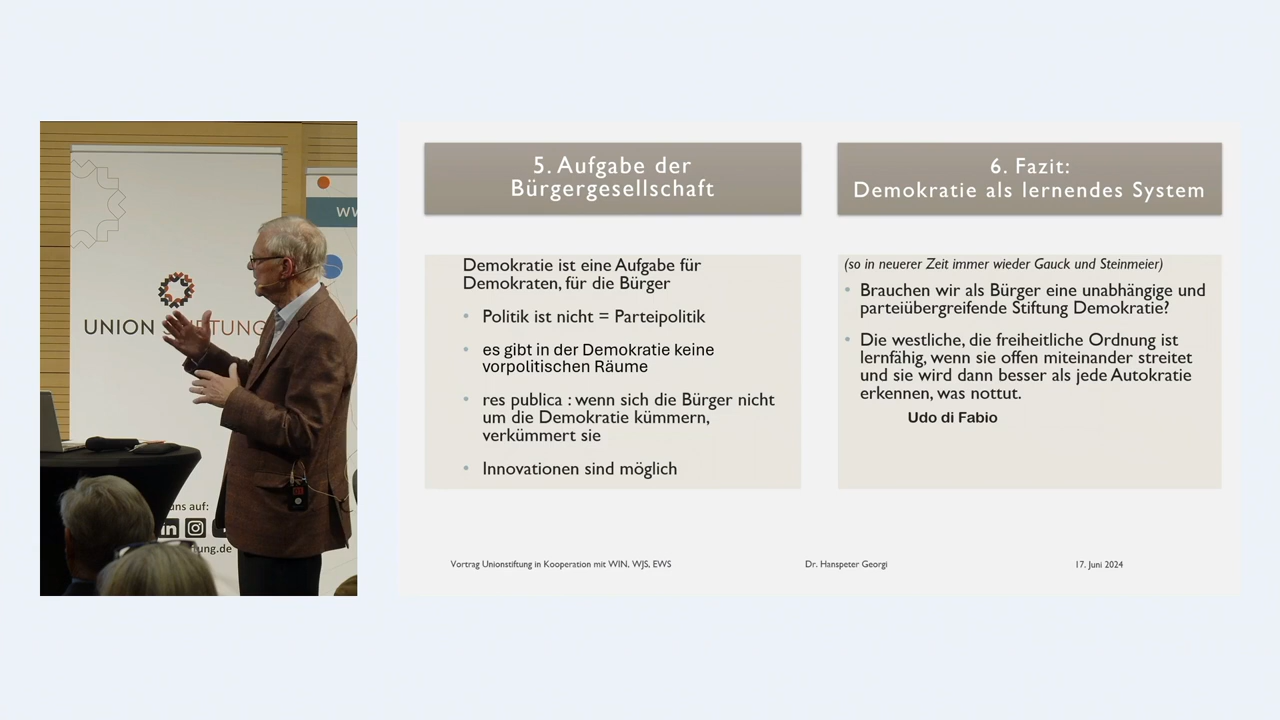 WW
UNION STIFTUNG
uns auf:
in
ung.de
5. Aufgabe der
Bürgergesellschaft
Demokratie ist eine Aufgabe für
Demokraten, für die Bürger
• Politik ist nicht = Parteipolitik
• es gibt in der Demokratie keine
vorpolitischen Räume
• res publica : wenn sich die Bürger nicht
um die Demokratie kümmern,
verkümmert sie
• Innovationen sind möglich
6. Fazit:
Demokratie als lernendes System
(so in neuerer Zeit immer wieder Gauck und Steinmeier)
• Brauchen wir als Bürger eine unabhängige und
parteiübergreifende Stiftung Demokratie?
• Die westliche, die freiheitliche Ordnung ist
lernfähig, wenn sie offen miteinander streitet
und sie wird dann besser als jede Autokratie
erkennen, was nottut.
Udo di Fabio
Vortrag Unionstiftung in Kooperation mit WIN, WJS, EWS
Dr. Hanspeter Georgi
17. Juni 2024